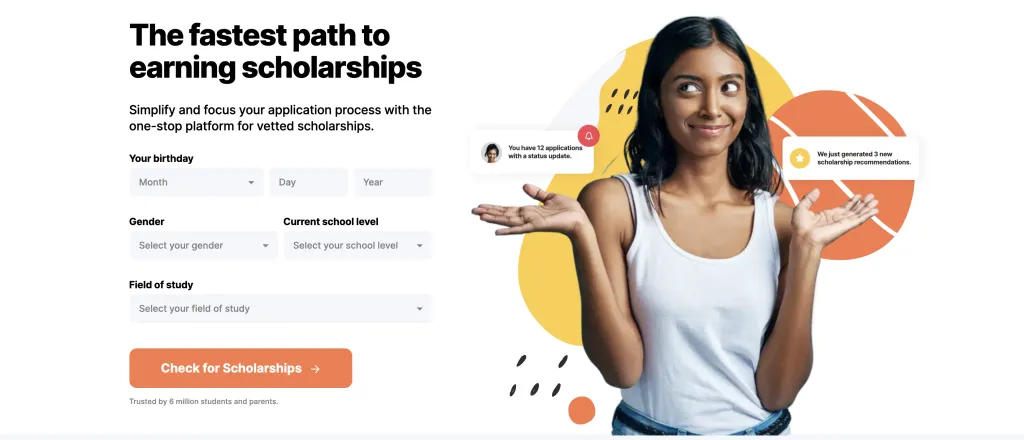 The fastest path to
earning scholarships
Simplify and focus your application process with the
one-stop platform for vetted scholarships.
Your birthday
Month
Day
Year
Gender
Current school level
Select your gender
Select your school level
Field of study
Select your field of study
Check for Scholarships →
Trusted by 6 million students and parents.
You have 12 applications
with a status update.
We just generated 3 new
scholarship recommendations.